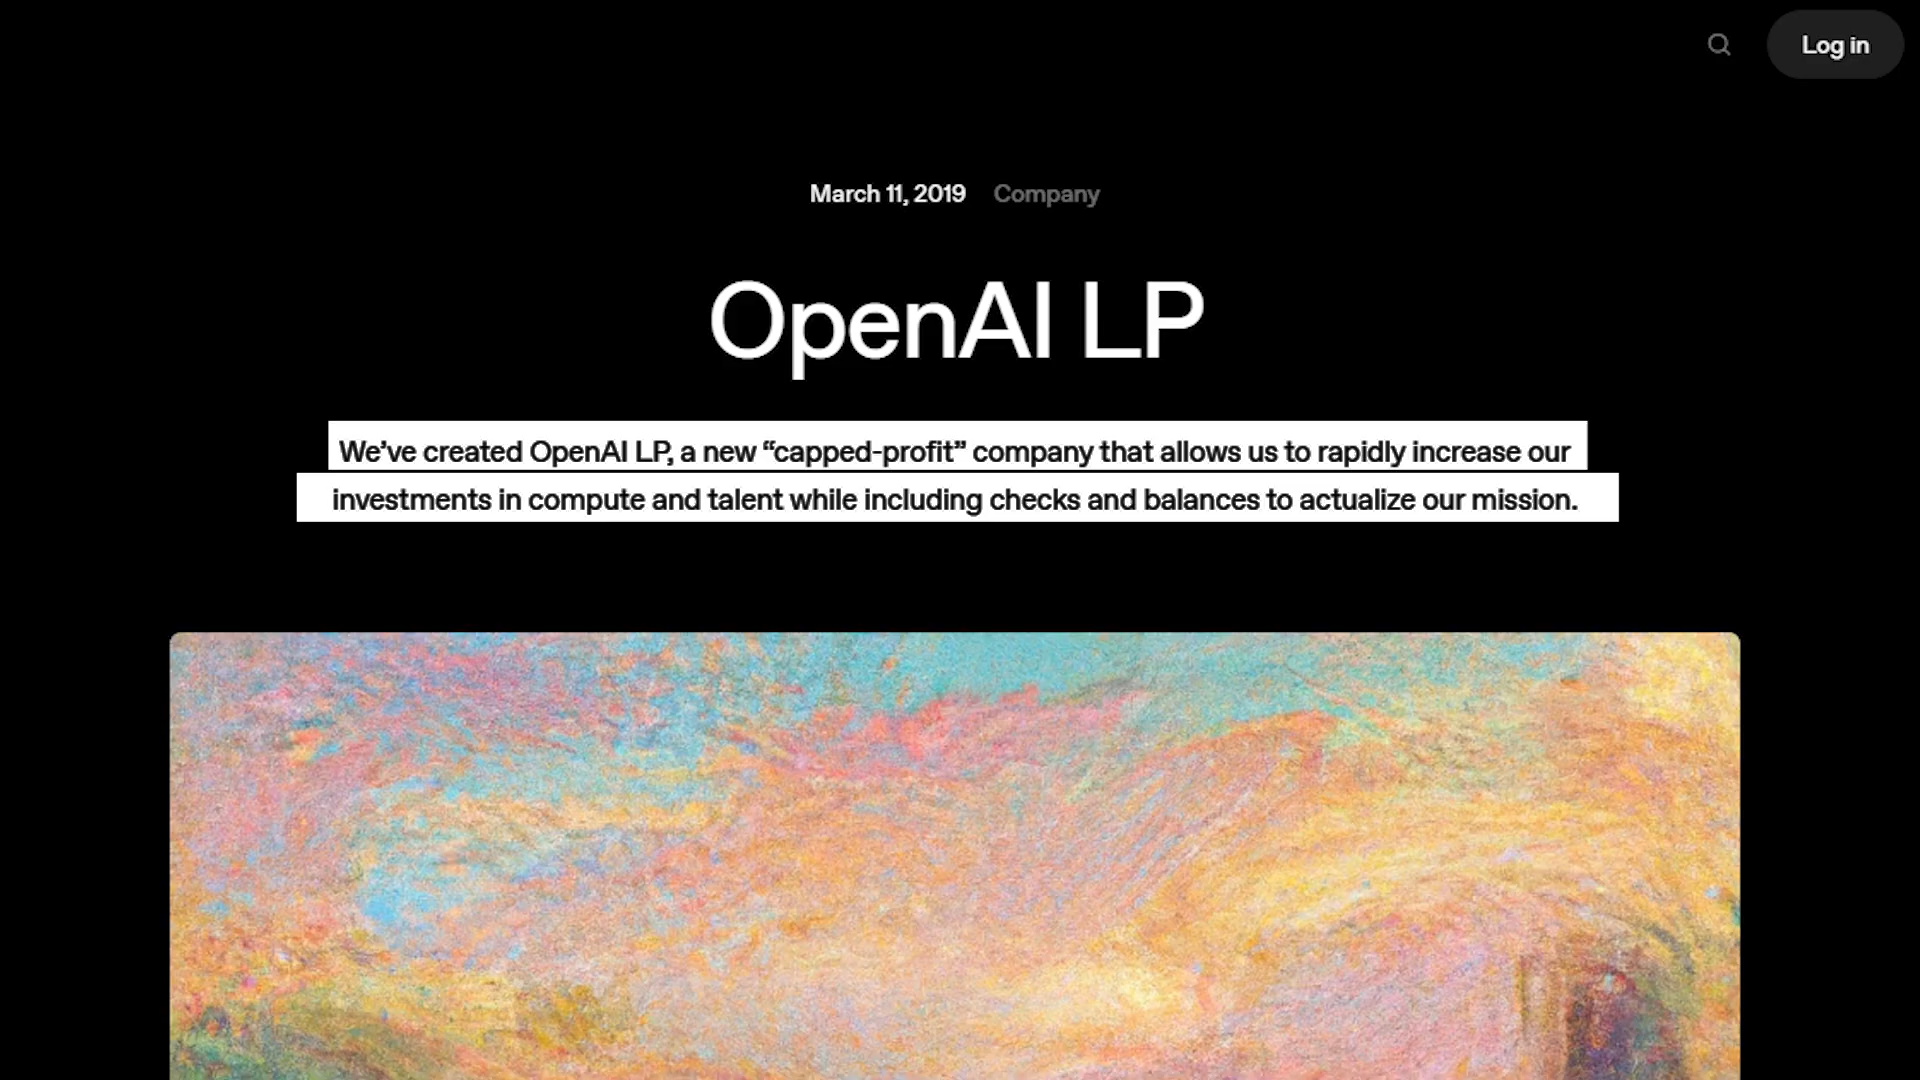 Log in
March 11, 2019 Company
OpenAI LP
We’ve created OpenAI LP, a new “capped-profit” company that allows us to rapidly increase our
investments in compute and talent while including checks and balances to actualize our mission.